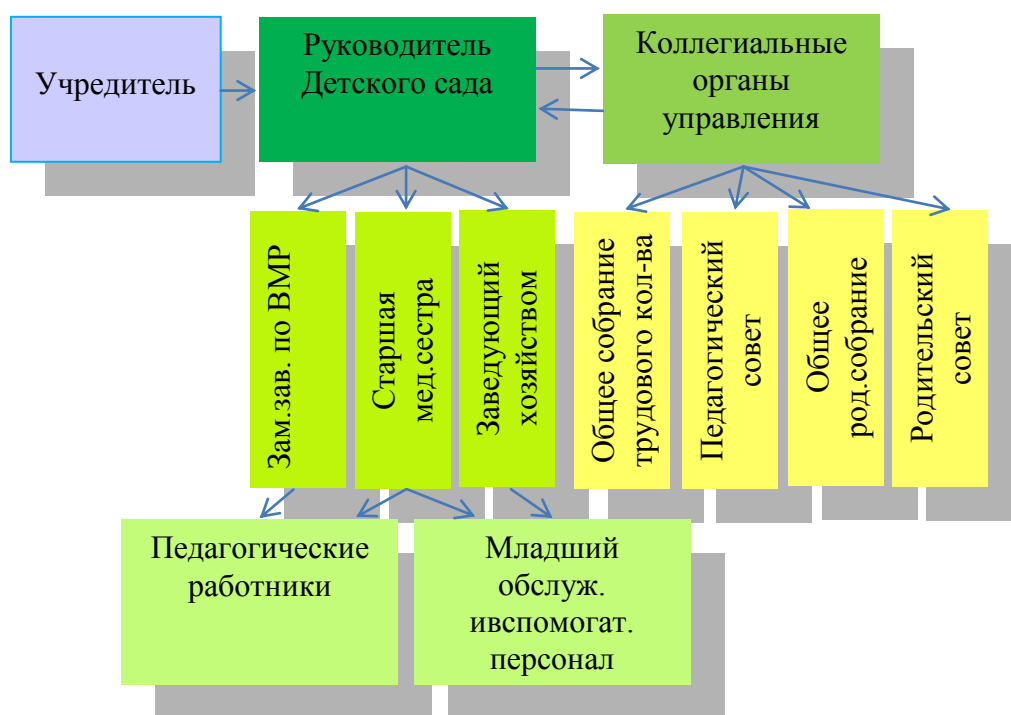 Учредитель
Руководитель
Детского сада
Коллегиальные
органы
управления
Зам.зав. по ВМР
Старшая
мед.сестра
Заведующий
хозяйством
Общее собрание
трудового кол-ва
Педагогический
совет
Общее
род.собрание
Родительский
совет
Педагогические
работники
Младший
обслуж.
ивспомогат.
персонал